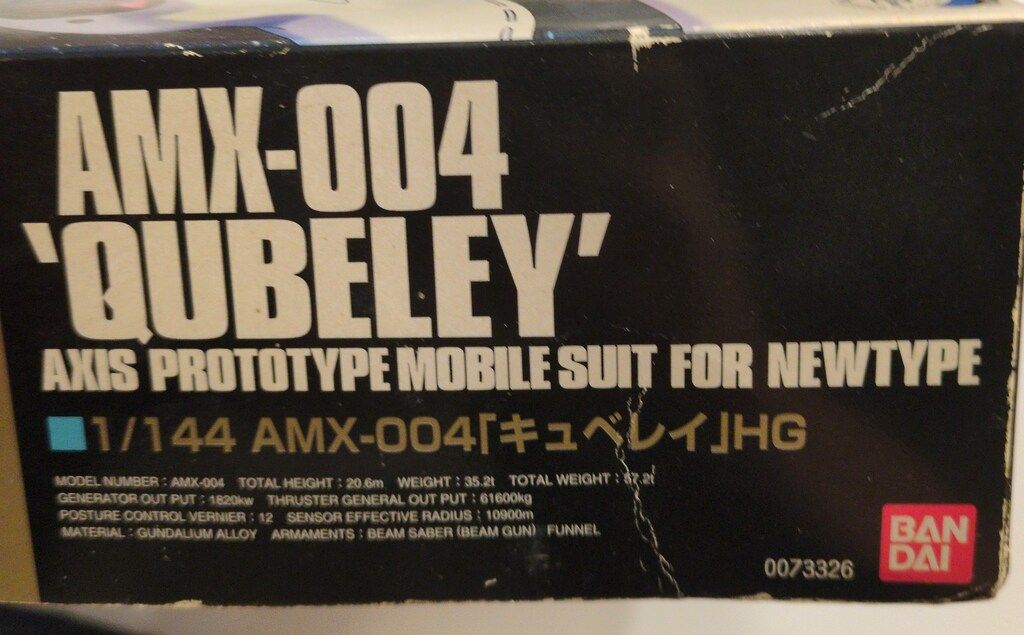 AMX-004
'QUBELEY'
AXIS PROTOTYPE MOBILE SUIT FOR NEWTYPE
1/144 AMX-004「キュベレイ」HG
MODEL NUMBER : AMX-004 TOTAL HEIGHT : 20.6m WEIGHT : 35.2t TOTAL WEIGHT : 57.2t
GENERATOR OUT PUT : 1820kw THRUSTER GENERAL OUT PUT : 61600kg
POSTURE CONTROL VERNIER : 12 SENSOR EFFECTIVE RADIUS : 10900m
MATERIAL : GUNDALIUM ALLOY ARMAMENTS : BEAM SABER (BEAM GUN) FUNNEL
0073326
BAN
DAI